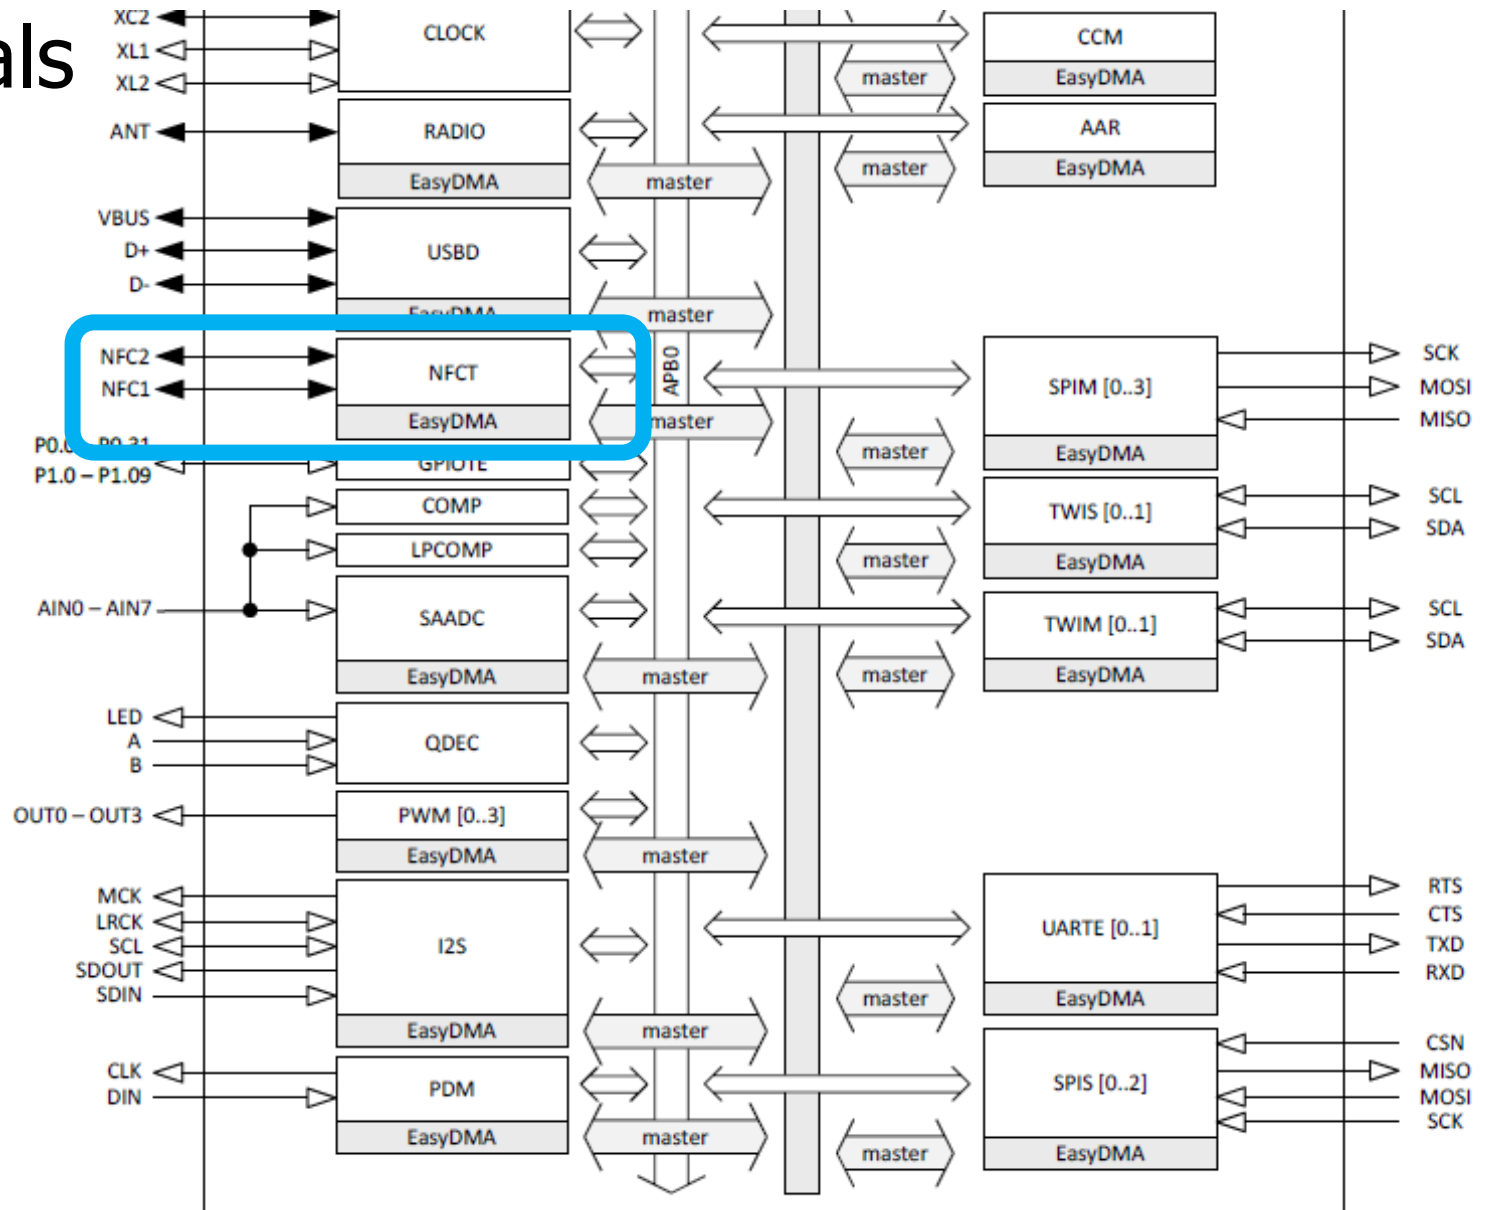 als
XC2
XL1
XL2
CLOCK
ANT
RADIO
EasyDMA
master
VBUS
D+
D-
USBD
EasyDMA
master
NFC2
NFC1
NFCT
EasyDMA
master
APB0
P1.0 – P1.09
GPIOTE
COMP
LPCOMP
AIN0 – AIN7
SAADC
EasyDMA
master
LED
A
B
QDEC
OUT0 – OUT3
PWM [0..3]
EasyDMA
master
MCK
LRCK
SCL
SDOUT
SDIN
I2S
EasyDMA
master
CLK
DIN
PDM
EasyDMA
master
CCM
master
EasyDMA
AAR
master
EasyDMA
SPIM [0..3]
master
EasyDMA
SCK
MOSI
MISO
TWIS [0..1]
master
EasyDMA
SCL
SDA
TWIM [0..1]
master
EasyDMA
SCL
SDA
UARTE [0..1]
master
EasyDMA
RTS
CTS
TXD
RXD
SPIS [0..2]
master
EasyDMA
CSN
MISO
MOSI
SCK